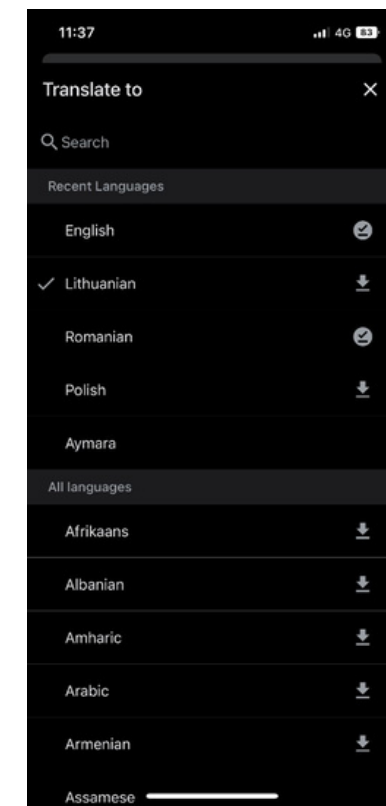 11:37
4G 83
Translate to
Search
Recent Languages
English
Lithuanian
Romanian
Polish
Aymara
All languages
Afrikaans
Albanian
Amharic
Arabic
Armenian
Assamese